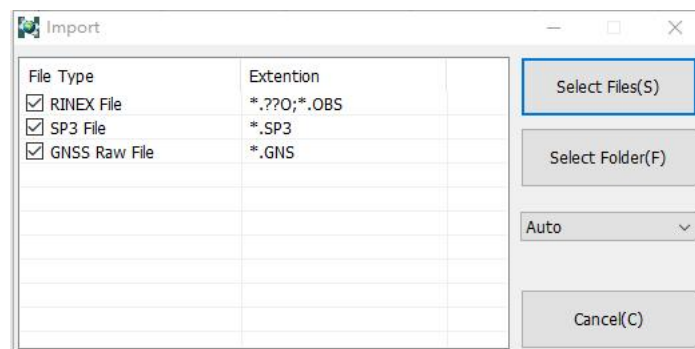 Import
File Type Extention
RINEX File *.??O;*.OBS
SP3 File *.SP3
GNSS Raw File *.GNS
Select Files(S)
Select Folder(F)
Auto
Cancel(C)